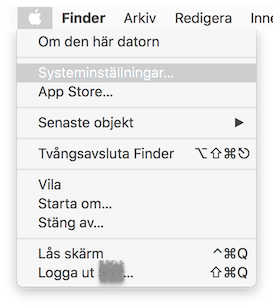 Finder Arkiv Redigera Inne
Om den här datorn
Systeminställningar...
App Store...
Senaste objekt ▶
Tvångsavsluta Finder ⌥⇧⌘⎋
Vila
Starta om...
Stäng av...
Lås skärm ^⌘Q
Logga ut ... ⇧⌘Q